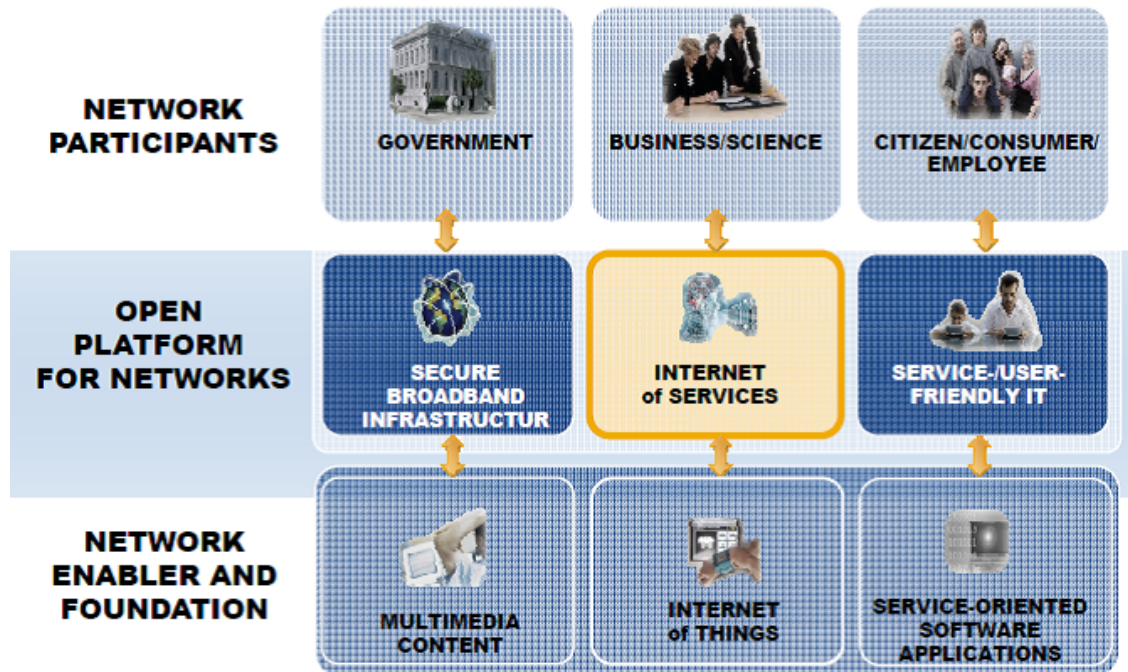 NETWORK
PARTICIPANTS
GOVERNMENT
BUSINESS/SCIENCE
CITIZEN/CONSUMER/
EMPLOYEE
OPEN
PLATFORM
FOR NETWORKS
SECURE
BROADBAND
INFRASTRUCTUR
INTERNET
of SERVICES
SERVICE-/USER-
FRIENDLY IT
NETWORK
ENABLER AND
FOUNDATION
MULTIMEDIA
CONTENT
INTERNET
of THINGS
SERVICE-ORIENTED
SOFTWARE
APPLICATIONS